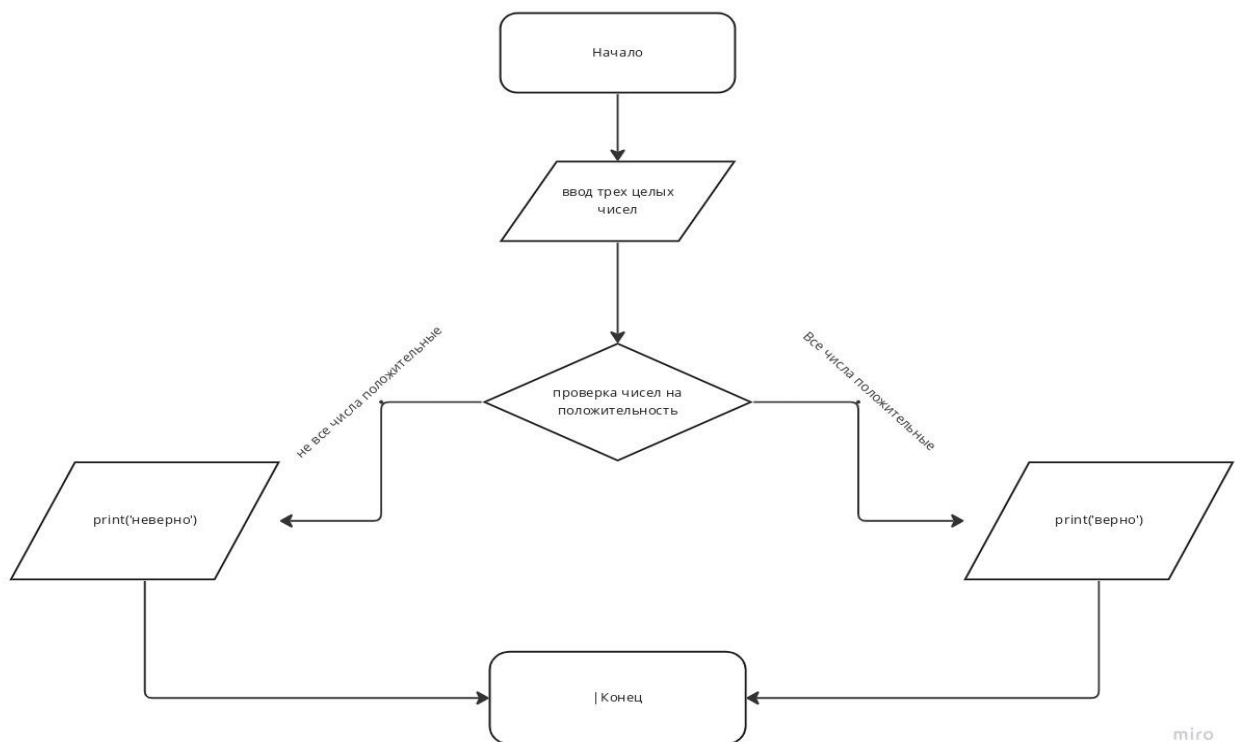 Начало
ввод трех целых
чисел
не все числа положительные
Все числа положительные
проверка чисел на
положительность
print('неверно')
print('верно')
|Конец
miro